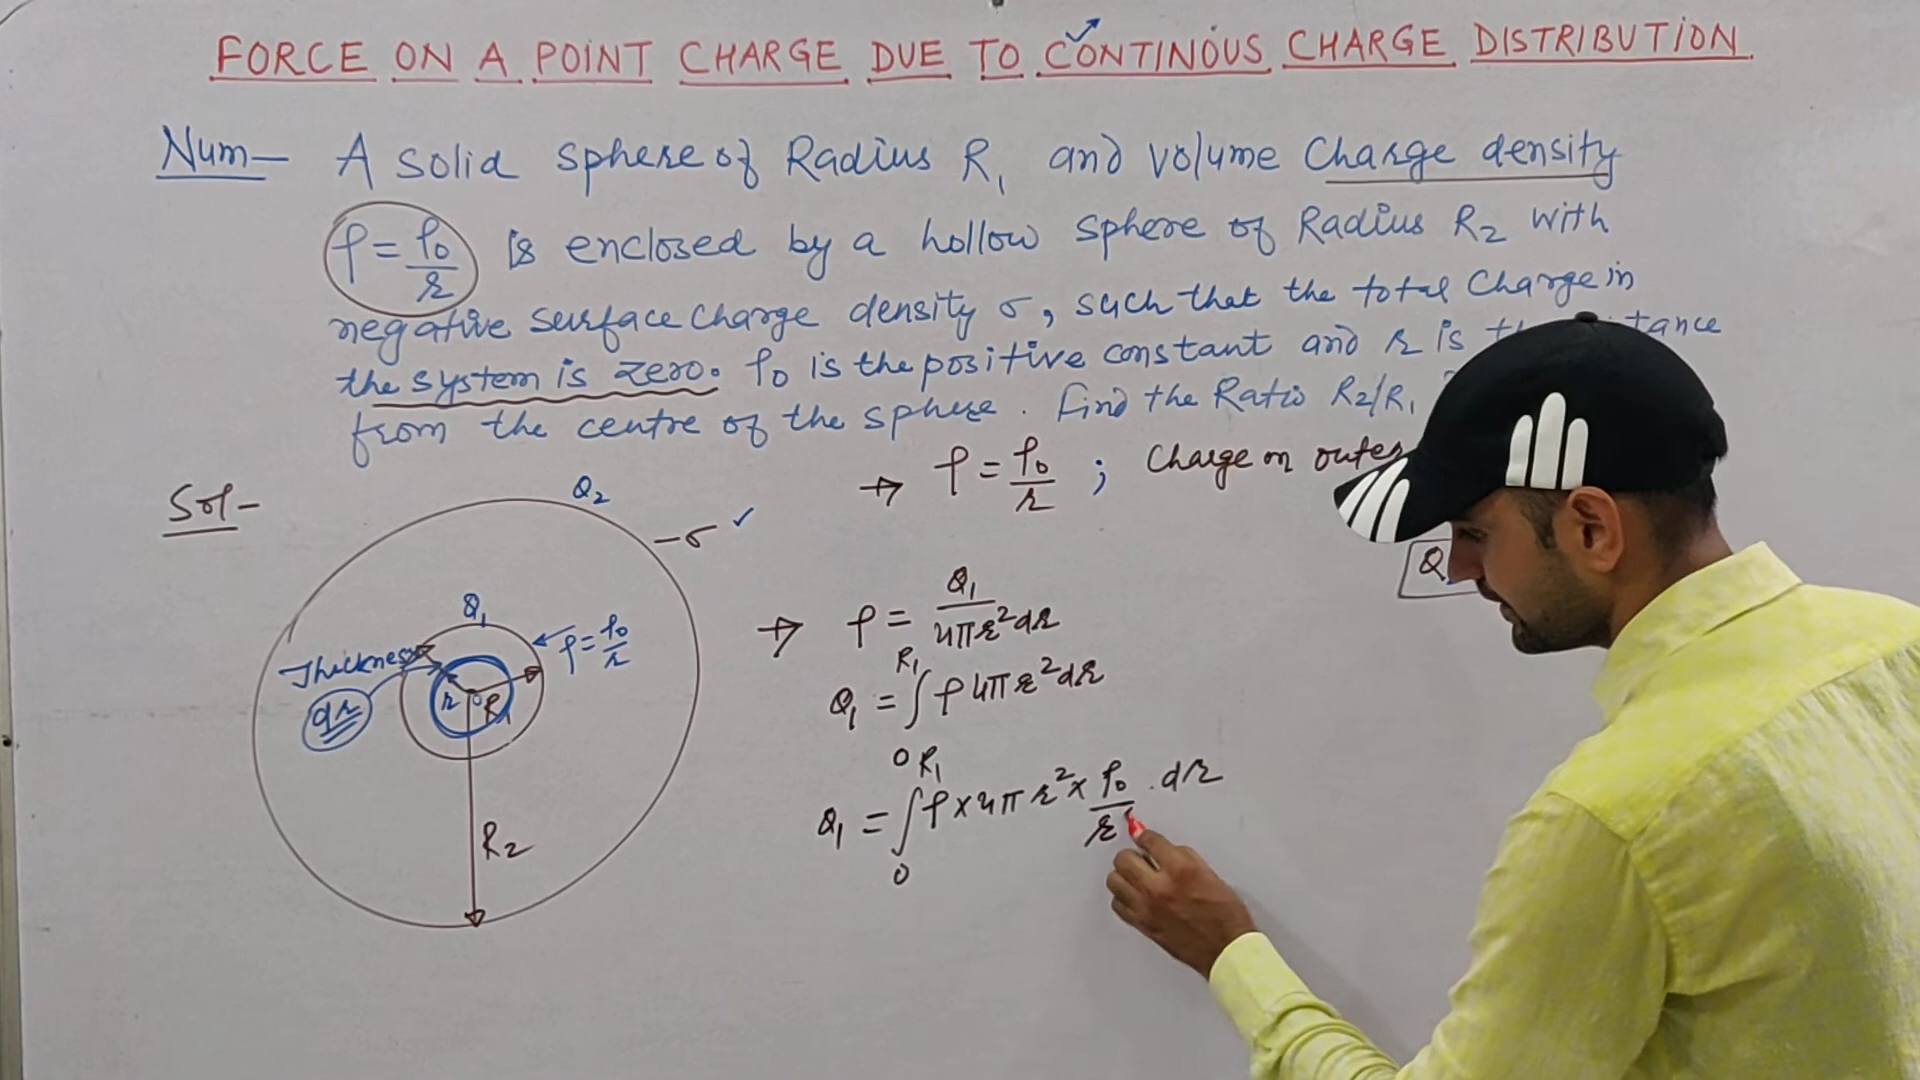 FORCE ON A POINT CHARGE DUE TO CONTINOUS CHARGE DISTRIBUTION
Num- A solid sphere of Radius R₁ and volume Charge density
ρ = ρ₀/r is enclosed by a hollow sphere of Radius R₂ with
negative surface charge density σ, such that the total Charge in
the system is zero. ρ₀ is the positive constant and r is
from the centre of the sphere. Find the Ratio R₂/R₁
→ ρ = ρ₀/r ; Charge on outer
Sol-
Q₂
-σ ✓
Q₁
ρ = ρ₀/r
Thickness
dr
r
R₁
R₂
→ ρ = Q₁/4πr²dr
Q₁ = ∫₀^R₁ ρ4πr²dr
Q₁ = ∫₀^R₁ ρ×4πr²× ρ₀/r . dr
Q